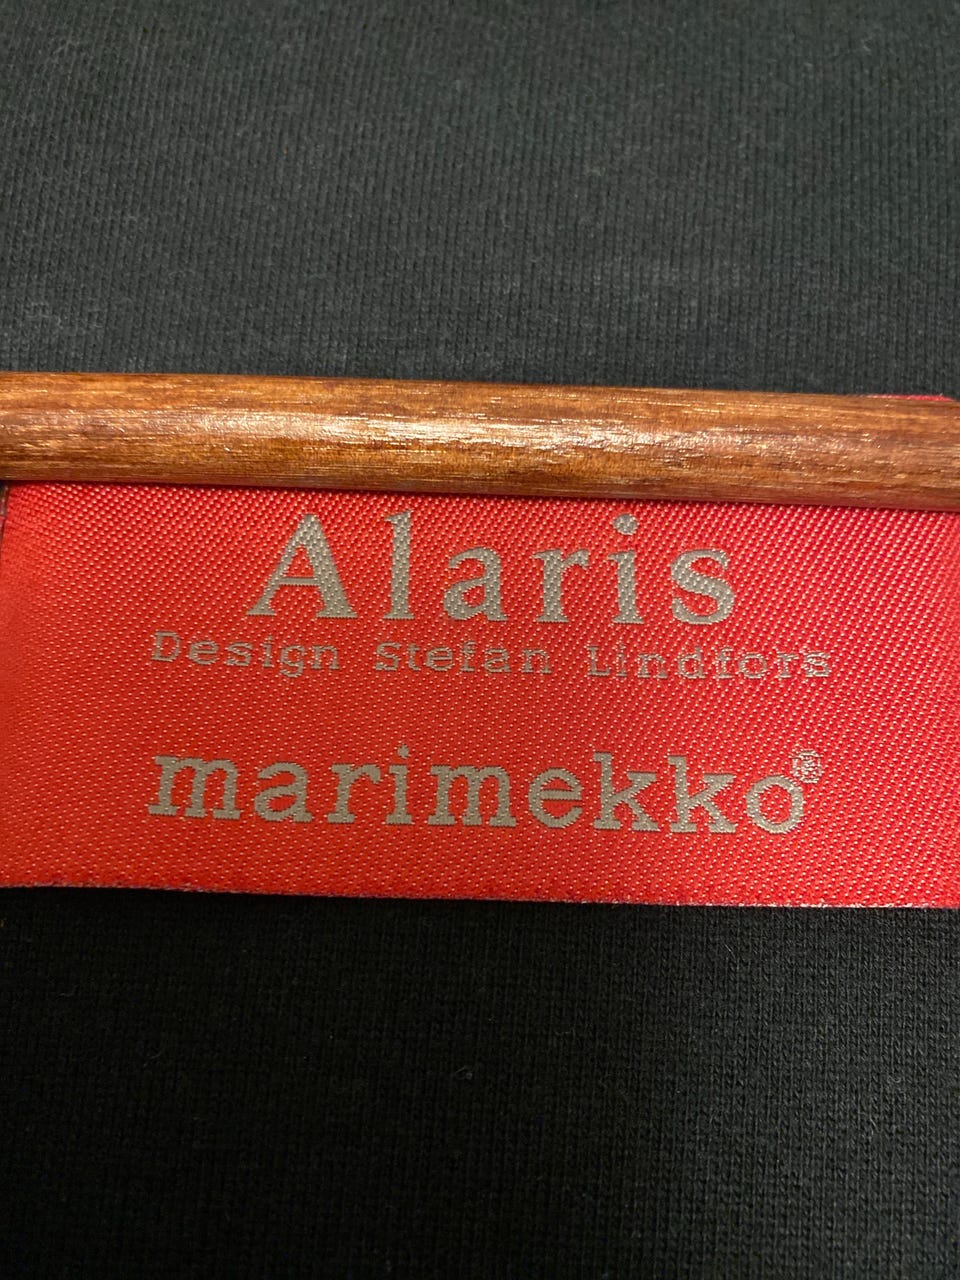 Alaris
Design Stefan Lindfors
marimekko®